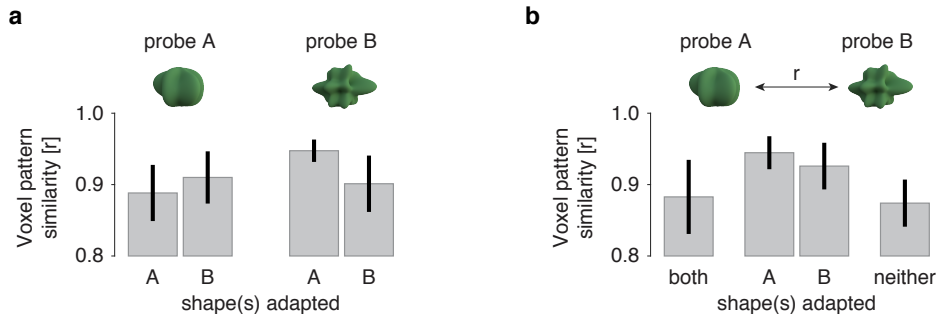 a
probe A
probe B
1.0
0.9
0.8
Voxel pattern
similarity [r]
A
B
A
B
shape(s) adapted
b
probe A
probe B
r
1.0
0.9
0.8
Voxel pattern
similarity [r]
both
A
B
neither
shape(s) adapted